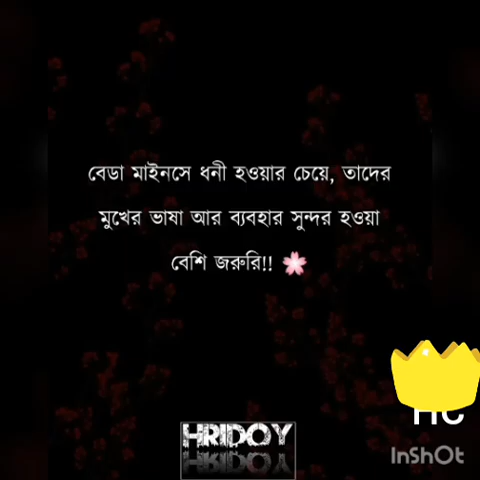 বেডা মাইনসে ধনী হওয়ার চেয়ে, তাদের
মুখের ভাষা আর ব্যবহার সুন্দর হওয়া
বেশি জরুরি!! 🌸
HRIDOY
InShOt